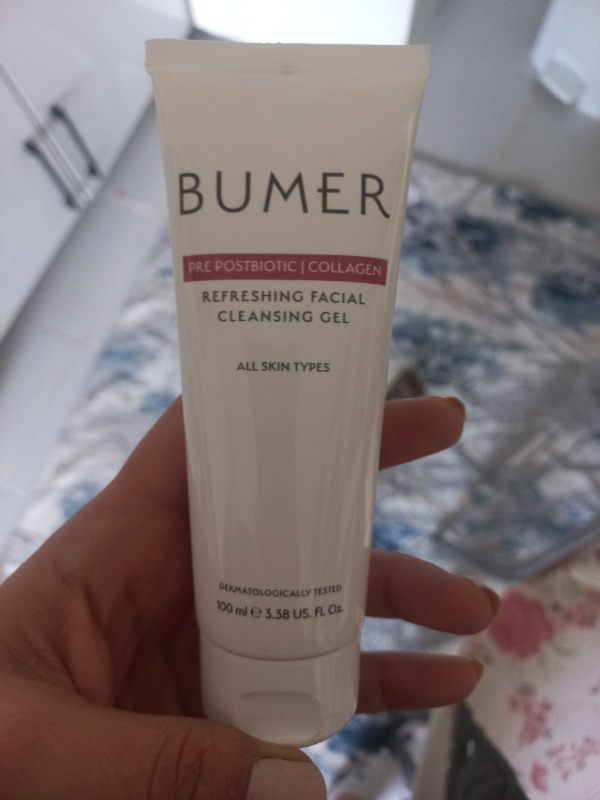 BUMER
PRE POSTBIOTIC | COLLAGEN
REFRESHING FACIAL
CLEANSING GEL
ALL SKIN TYPES
DERMATOLOGICALLY TESTED
100 ml ℮ 3.38 US. Fl. Oz.